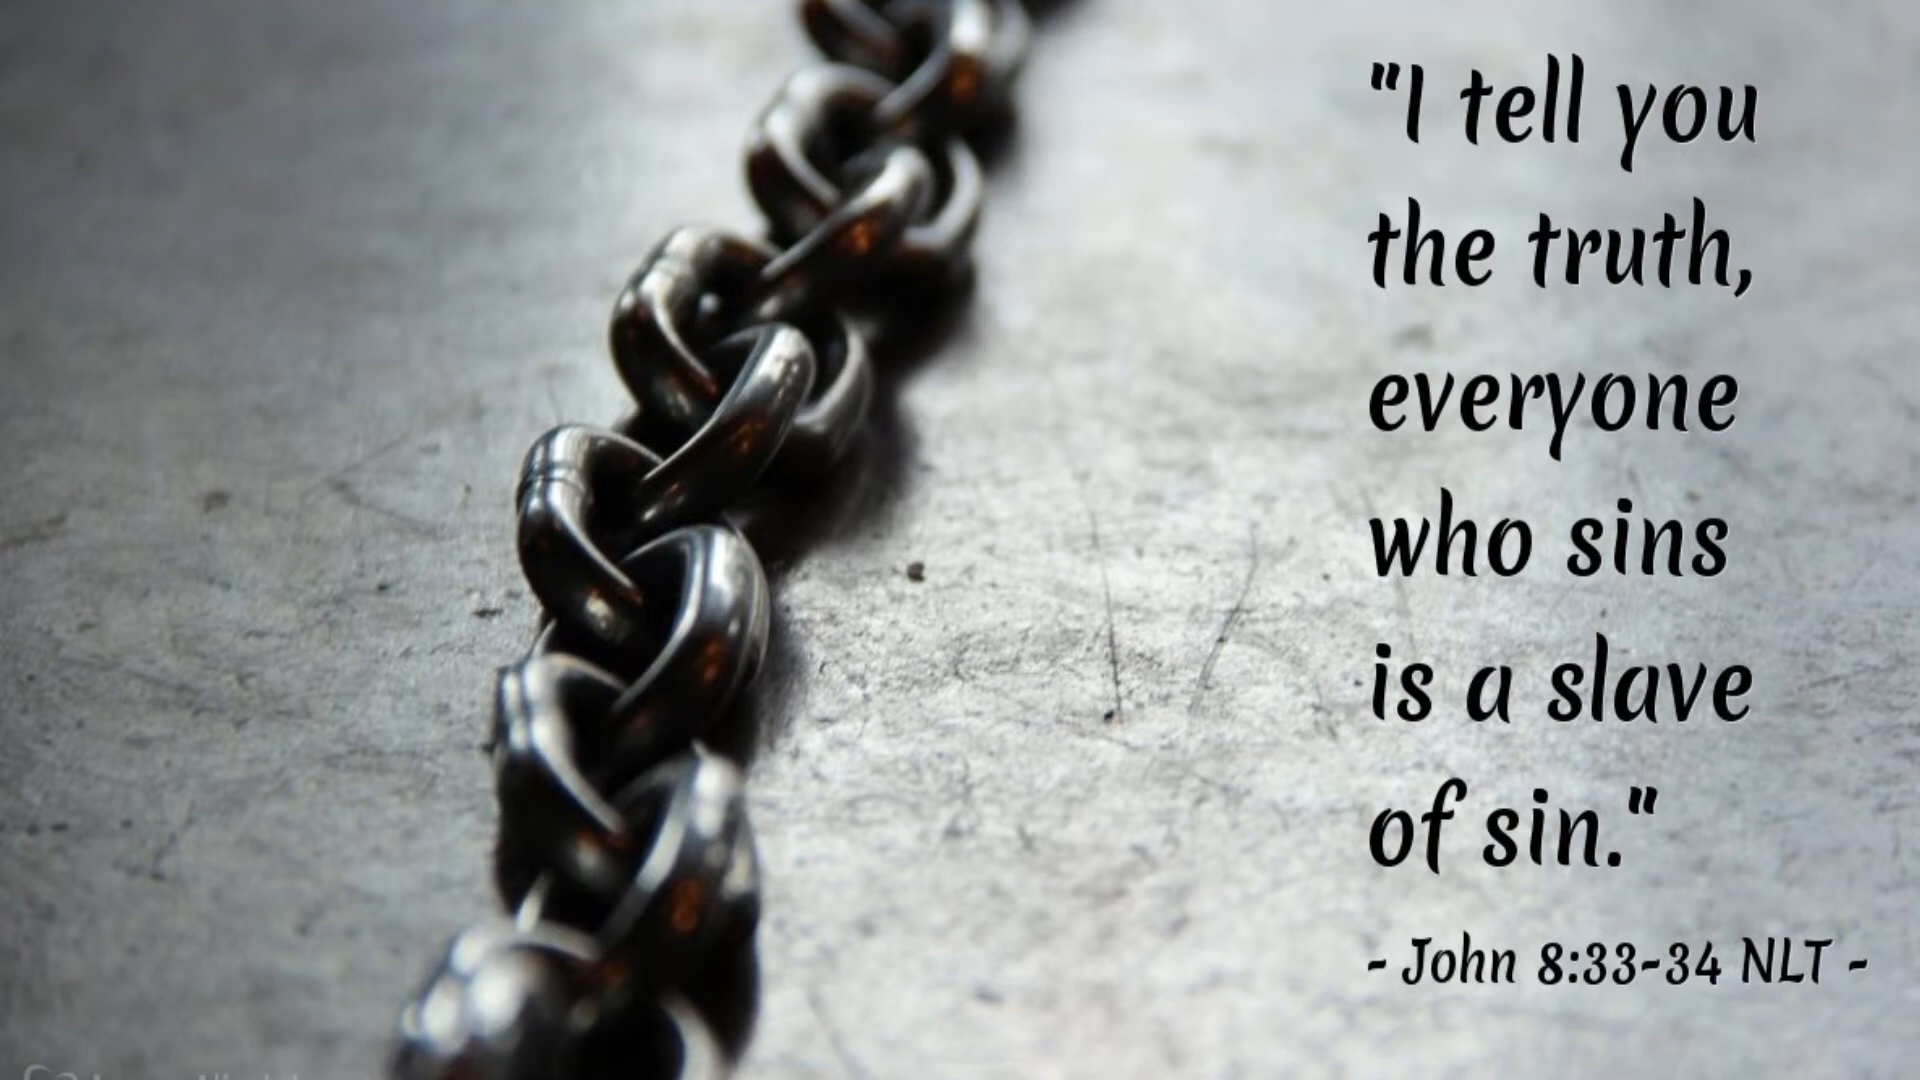 "I tell you
the truth,
everyone
who sins
is a slave
of sin."
- John 8:33-34 NLT -